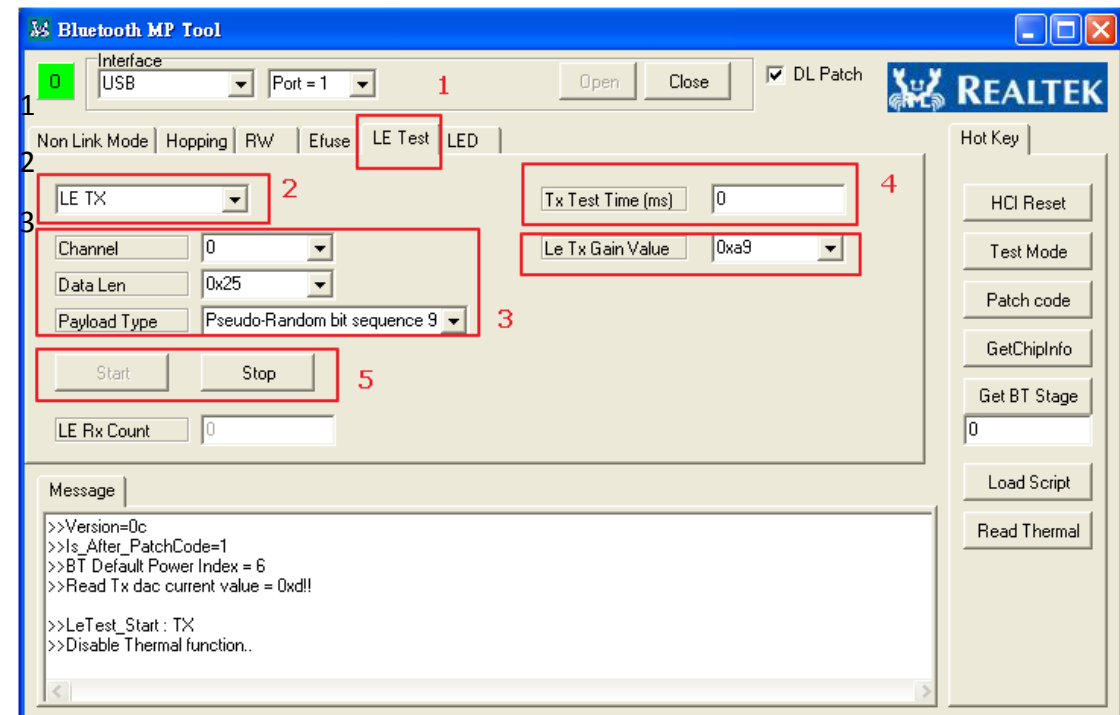 Bluetooth MP Tool
Interface
0 USB Port = 1 1 Open Close DL Patch REALTEK
1
Non Link Mode Hopping RW Efuse LE Test LED Hot Key
2
LE TX 2 Tx Test Time (ms) 0 4 HCI Reset
3
Channel 0 Le Tx Gain Value 0xa9 Test Mode
Data Len 0x25 Patch code
Payload Type Pseudo-Random bit sequence 9 3
GetChipInfo
Start Stop 5
Get BT Stage
LE Rx Count 0 0
Message Load Script
>>Version=0c
>>Is_After_PatchCode=1 Read Thermal
>>BT Default Power Index = 6
>>Read Tx dac current value = 0xd!!
>>LeTest_Start : TX
>>Disable Thermal function..